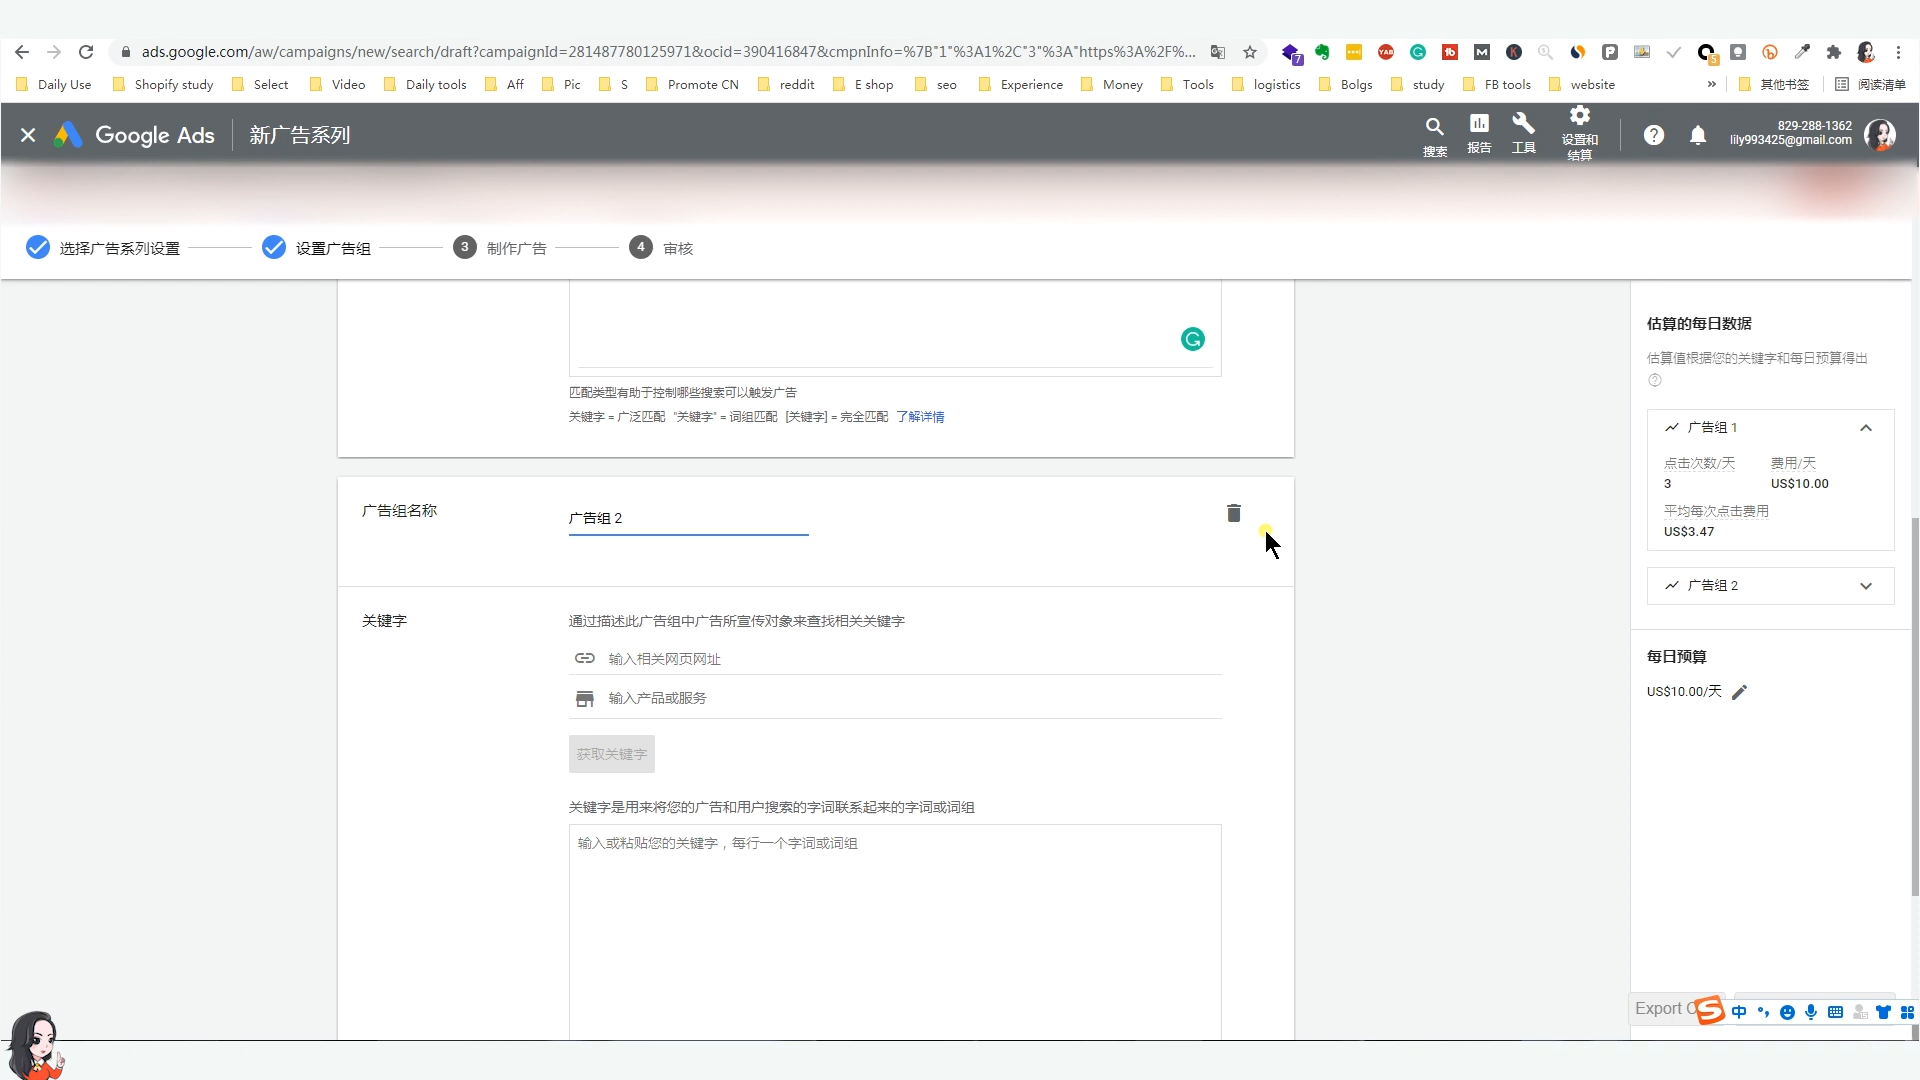 ads.google.com/aw/campaigns/new/search/draft?campaignId=281487780125971&ocid=390416847&cmpnInfo=%7B"1"%3A1%2C"3"%3A"https%3A%2F%...
Daily Use Shopify study Select Video Daily tools Aff Pic S Promote CN reddit E shop seo Experience Money Tools logistics Bolgs study FB tools website » 其他书签 阅读清单
Google Ads 新广告系列
搜索 报告 工具 设置和结算
829-288-1362
lily993425@gmail.com
选择广告系列设置 设置广告组 3 制作广告 4 审核
匹配类型有助于控制哪些搜索可以触发广告
关键字 = 广泛匹配 "关键字" = 词组匹配 [关键字] = 完全匹配 了解详情
广告组名称
广告组 2
关键字
通过描述此广告组中广告所宣传对象来查找相关关键字
输入相关网页网址
输入产品或服务
获取关键字
关键字是用来将您的广告和用户搜索的字词联系起来的字词或词组
输入或粘贴您的关键字，每行一个字词或词组
估算的每日数据
估算值根据您的关键字和每日预算得出
广告组 1
点击次数/天 费用/天
3 US$10.00
平均每次点击费用
US$3.47
广告组 2
每日预算
US$10.00/天
Export
中